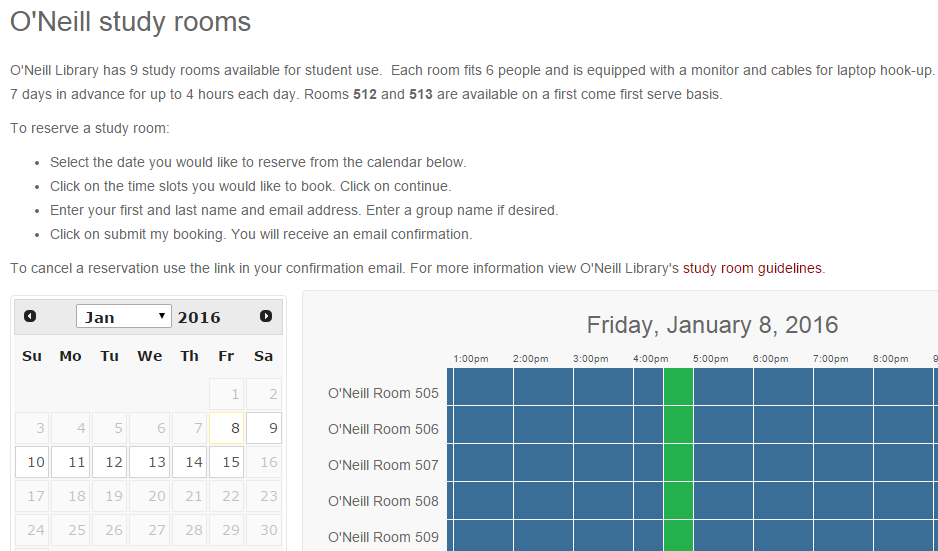 O'Neill study rooms
O'Neill Library has 9 study rooms available for student use.  Each room fits 6 people and is equipped with a monitor and cables for laptop hook-up.
7 days in advance for up to 4 hours each day. Rooms 512 and 513 are available on a first come first serve basis.
To reserve a study room:
• Select the date you would like to reserve from the calendar below.
• Click on the time slots you would like to book. Click on continue.
• Enter your first and last name and email address. Enter a group name if desired.
• Click on submit my booking. You will receive an email confirmation.
To cancel a reservation use the link in your confirmation email. For more information view O'Neill Library's study room guidelines.
Jan 2016
Su Mo Tu We Th Fr Sa
1 2
3 4 5 6 7 8 9
10 11 12 13 14 15 16
17 18 19 20 21 22 23
24 25 26 27 28 29 30
Friday, January 8, 2016
1:00pm 2:00pm 3:00pm 4:00pm 5:00pm 6:00pm 7:00pm 8:00pm 9
O'Neill Room 505
O'Neill Room 506
O'Neill Room 507
O'Neill Room 508
O'Neill Room 509